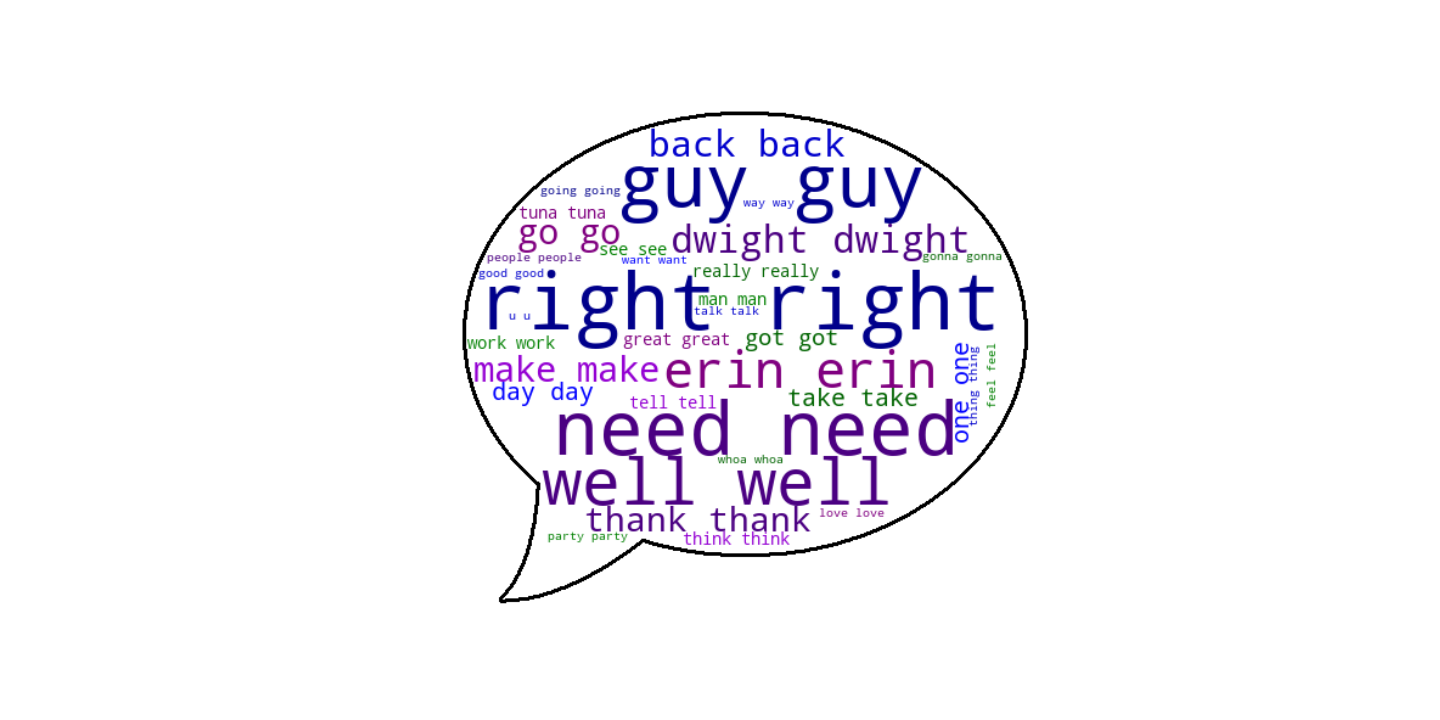 back back
guy guy
going going
way way
tuna tuna
go go
dwight dwight
see see
people people
want want
gonna gonna
good good
really really
right right
man man
talk talk
u u
work work
great great
got got
make make
erin erin
one one
thing thing
feel feel
day day
tell tell
take take
need need
whoa whoa
well well
thank thank
love love
party party
think think